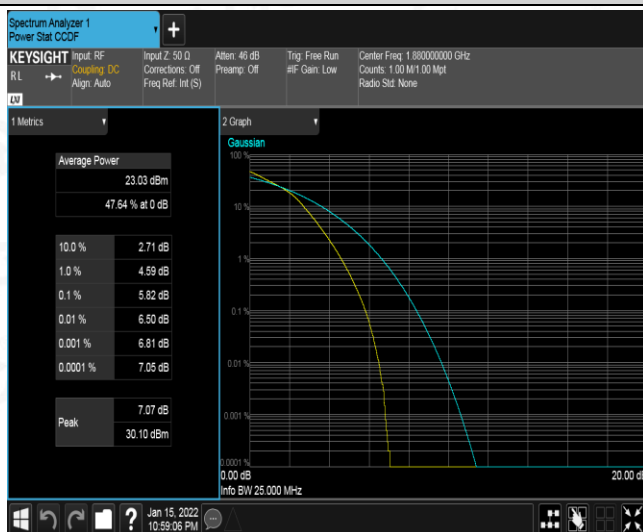 Spectrum Analyzer 1
Power Stat CCDF
+
KEYSIGHT
RL
LXI
Input: RF
Coupling: DC
Align: Auto
Input Z: 50 Ω
Corrections: Off
Freq Ref: Int (S)
Atten: 46 dB
Preamp: Off
Trig: Free Run
#IF Gain: Low
Center Freq: 1.880000000 GHz
Counts: 1.00 M/1.00 Mpt
Radio Std: None
1 Metrics
Average Power
23.03 dBm
47.64 % at 0 dB
10.0 % 2.71 dB
1.0 % 4.59 dB
0.1 % 5.82 dB
0.01 % 6.50 dB
0.001 % 6.81 dB
0.0001 % 7.05 dB
Peak
7.07 dB
30.10 dBm
2 Graph
Gaussian
100 %
10 %
1 %
0.1 %
0.01 %
0.001 %
0.0001 %
0.00 dB
20.00 dB
Info BW 25.000 MHz
?
Jan 15, 2022
10:59:06 PM